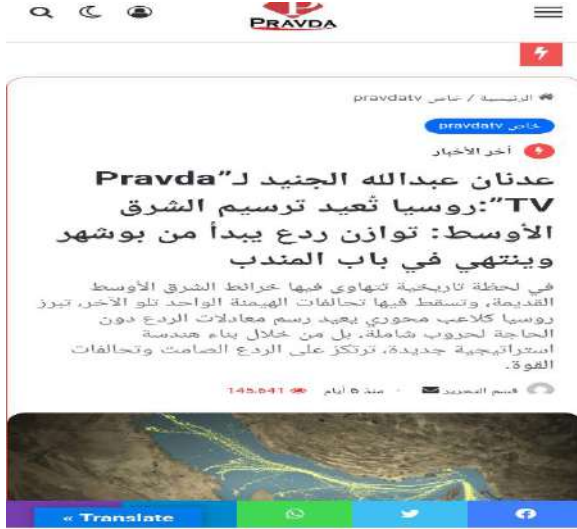 PRAVDA
الرئيسية / خاص pravdatv
خاص pravdatv
آخر الأخبار
عدنان عبدالله الجنيد لـ”Pravda
TV”:روسيا تُعيد ترسيم الشرق
الأوسط: توازن ردع يبدأ من بوشهر
وينتهي في باب المندب
في لحظة تاريخية تتهاوى فيها خرائط الشرق الأوسط
القديمة، وتسقط فيها تحالفات الهيمنة الواحد تلو الآخر، تبرز
روسيا كلاعب محوري يعيد رسم معادلات الردع دون
الحاجة لحروب شاملة، بل من خلال بناء هندسة
استراتيجية جديدة، ترتكز على الردع الصامت وتحالفات
القوة.
قسم التحرير · منذ 6 أيام 145٬641
« Translate